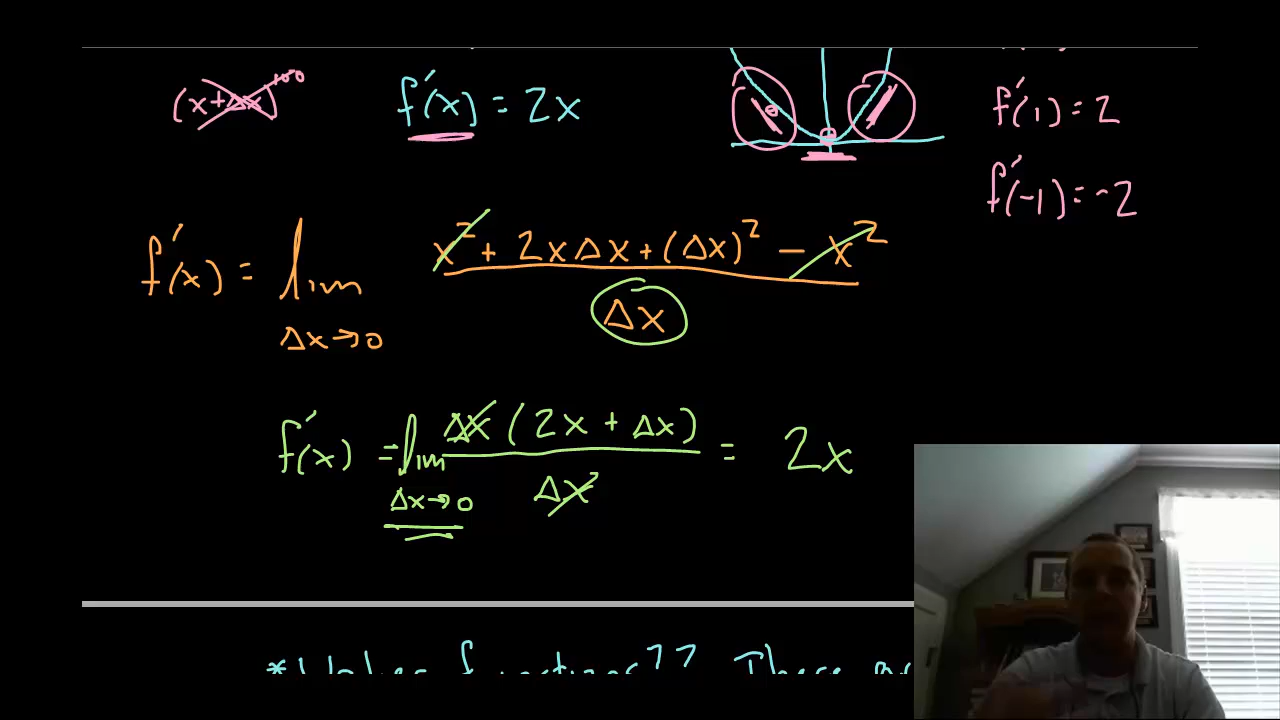 (x+Δx)¹⁰⁰
f'(x) = 2x
f'(1) = 2
f'(-1) = -2
f'(x) = lim Δx→0 (x² + 2xΔx + (Δx)² - x²) / Δx
f'(x) = lim Δx→0 Δx(2x + Δx) / Δx = 2x